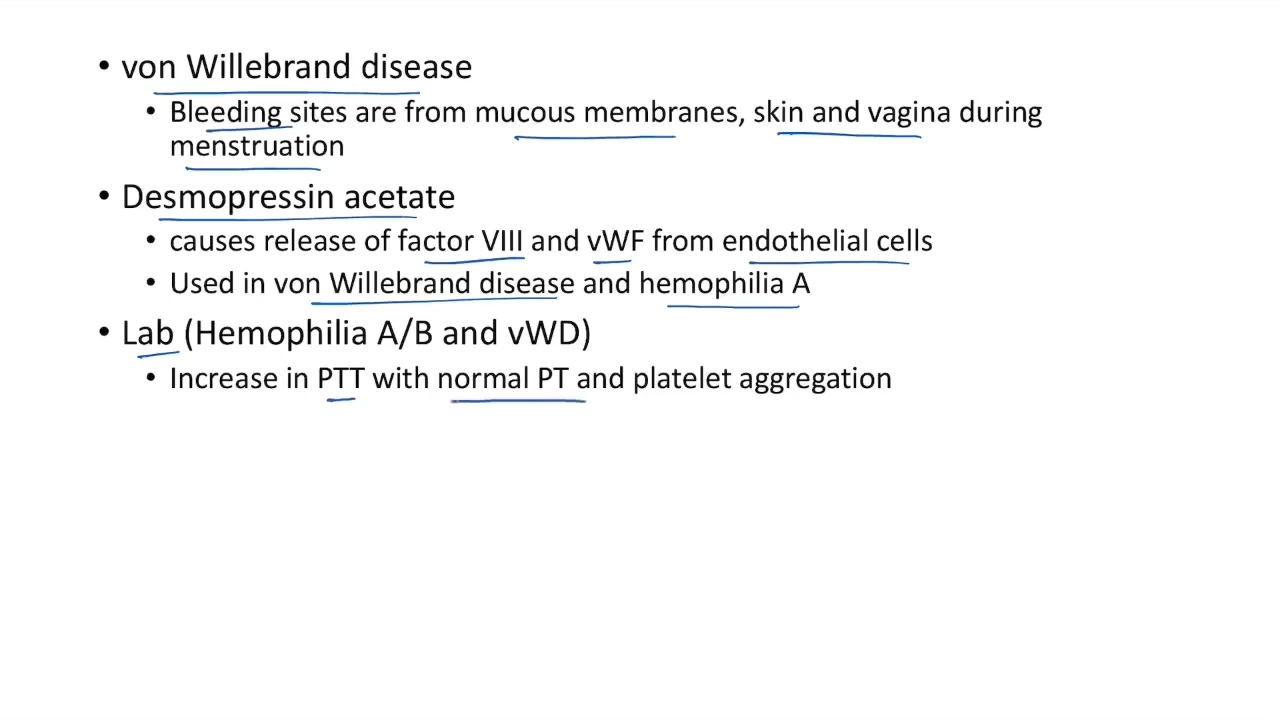 • von Willebrand disease
• Bleeding sites are from mucous membranes, skin and vagina during
menstruation
• Desmopressin acetate
• causes release of factor VIII and vWF from endothelial cells
• Used in von Willebrand disease and hemophilia A
• Lab (Hemophilia A/B and vWD)
• Increase in PTT with normal PT and platelet aggregation